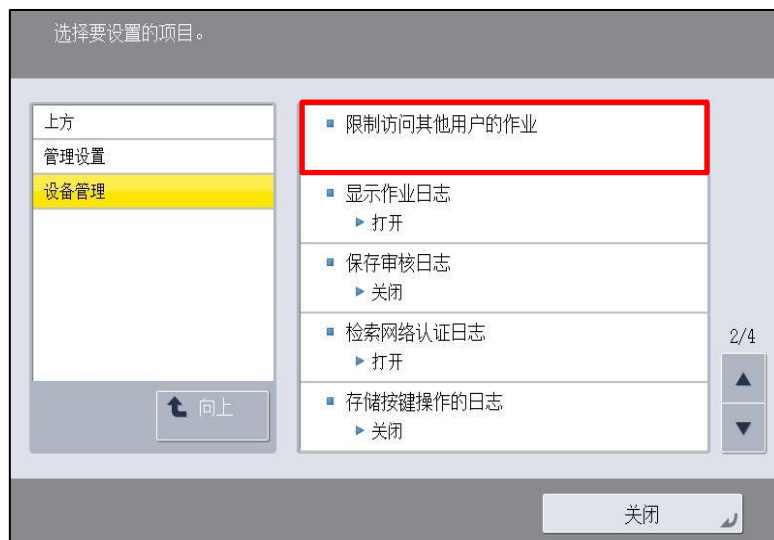 选择要设置的项目。
上方
管理设置
设备管理
向上
限制访问其他用户的作业
显示作业日志
打开
保存审核日志
关闭
检索网络认证日志
打开
存储按键操作的日志
关闭
2/4
关闭